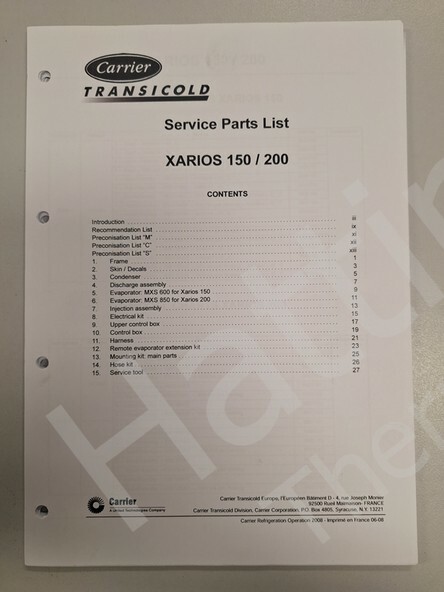 Carrier
TRANSICOLD
Service Parts List
XARIOS 150 / 200
CONTENTS
Introduction iii
Recommendation List ix
Preconisation List "M" xi
Preconisation List "C" xii
Preconisation List "S" xiii
1. Frame 1
2. Skin / Decals 3
3. Condenser 5
4. Discharge assembly 7
5. Evaporator: MXS 600 for Xarios 150 9
6. Evaporator: MXS 850 for Xarios 200 11
7. Injection assembly 13
8. Electrical kit 15
9. Upper control box 17
10. Control box 19
11. Harness 21
12. Remote evaporator extension kit 23
13. Mounting kit: main parts 25
14. Hose kit 26
15. Service tool 27
Carrier
A United Technologies Company
Carrier Transicold Europe, l'Européen Bâtiment D - 4, rue Joseph Monier
92500 Rueil Malmaison- FRANCE
Carrier Transicold Division, Carrier Corporation, P.O. Box 4805, Syracuse, N.Y. 13221
Carrier Refrigeration Operation 2008 - Imprimé en France 06-08